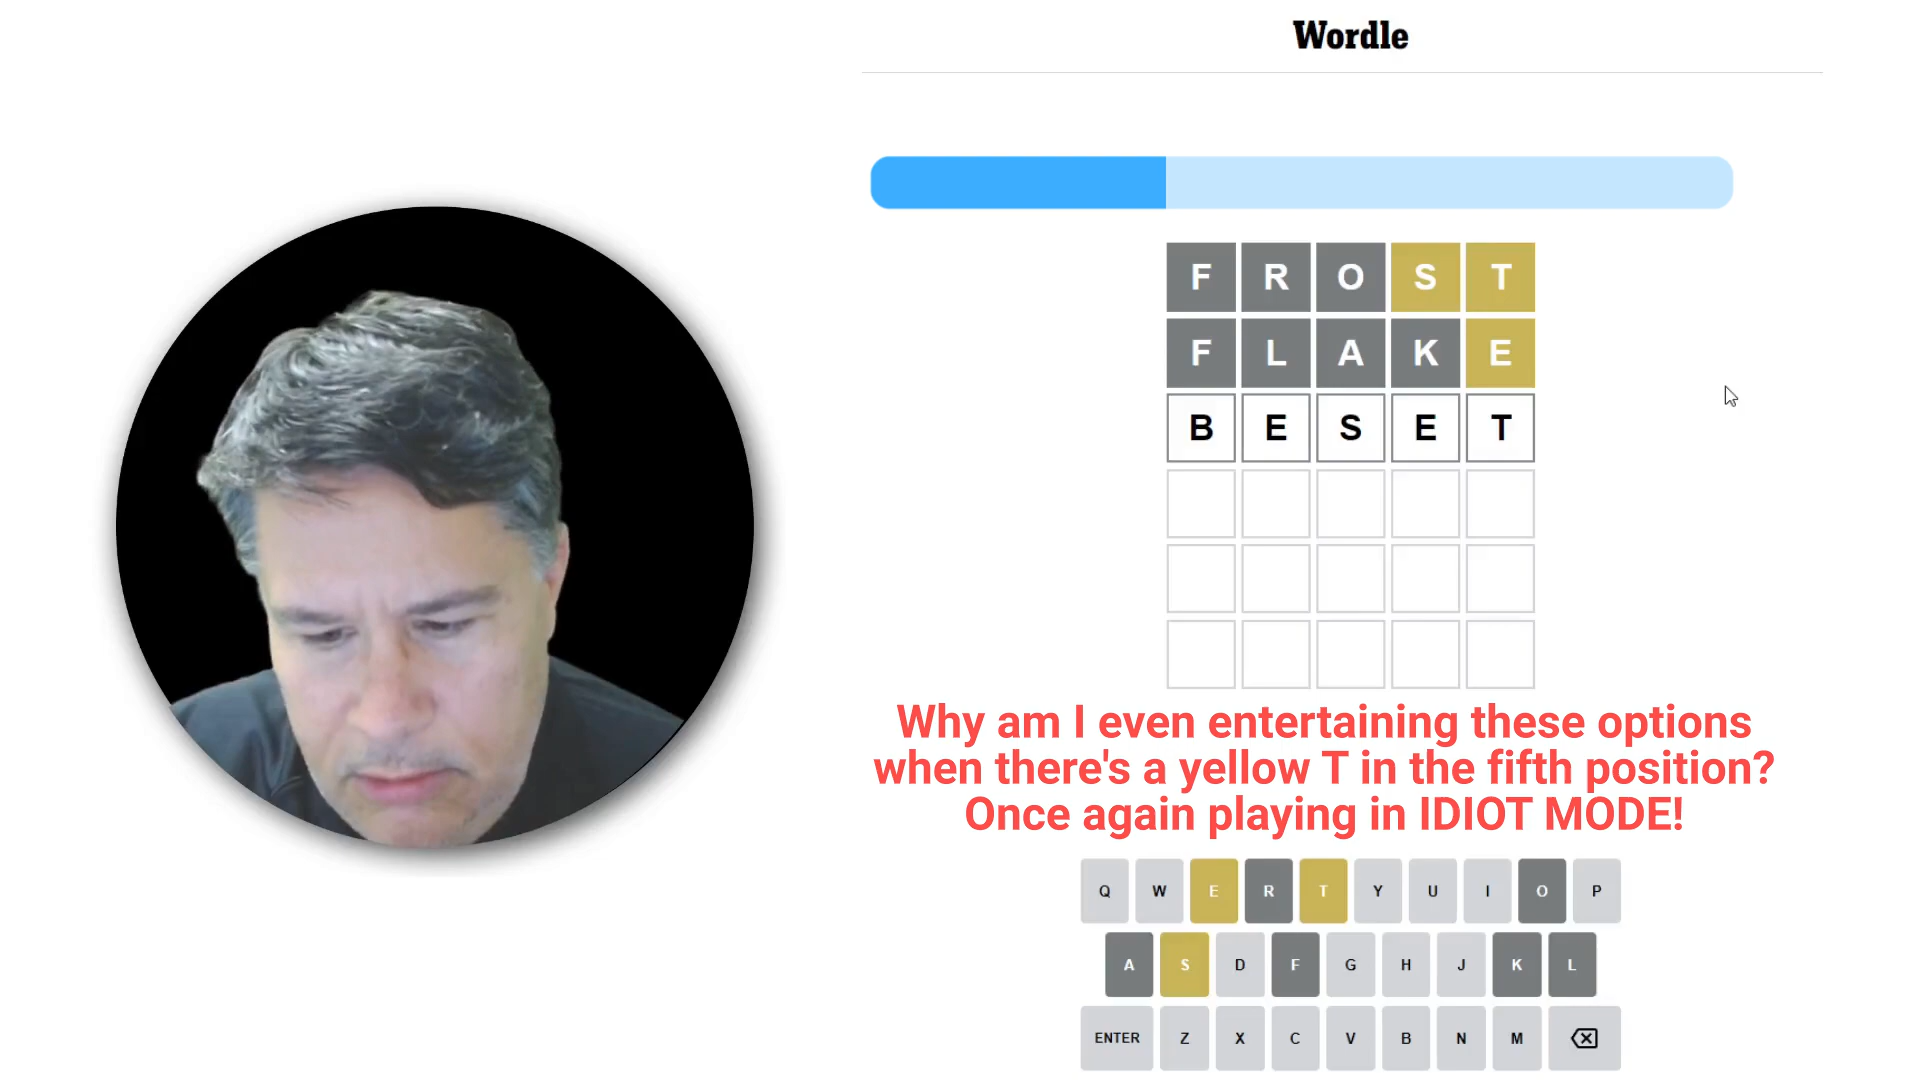 Wordle
F R O S T
F L A K E
B E S E T
Why am I even entertaining these options
when there's a yellow T in the fifth position?
Once again playing in IDIOT MODE!
Q W E R T Y U I O P
A S D F G H J K L
ENTER Z X C V B N M